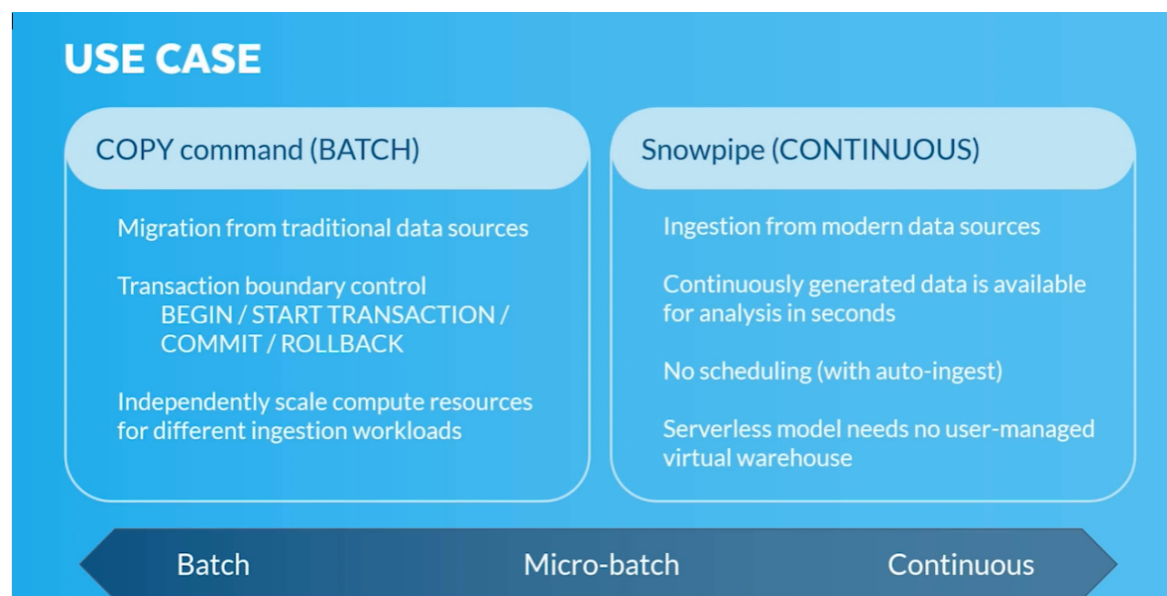 USE CASE
COPY command (BATCH)
Migration from traditional data sources
Transaction boundary control
BEGIN / START TRANSACTION /
COMMIT / ROLLBACK
Independently scale compute resources
for different ingestion workloads
Snowpipe (CONTINUOUS)
Ingestion from modern data sources
Continuously generated data is available
for analysis in seconds
No scheduling (with auto-ingest)
Serverless model needs no user-managed
virtual warehouse
Batch
Micro-batch
Continuous